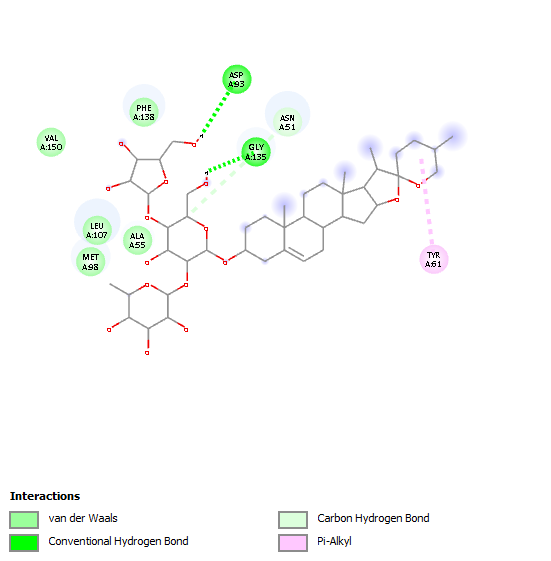 ASP
A:93
PHE
A:138
ASN
A:51
VAL
A:150
GLY
A:135
LEU
A:107
ALA
A:55
MET
A:98
TYR
A:61
Interactions
van der Waals
Conventional Hydrogen Bond
Carbon Hydrogen Bond
Pi-Alkyl